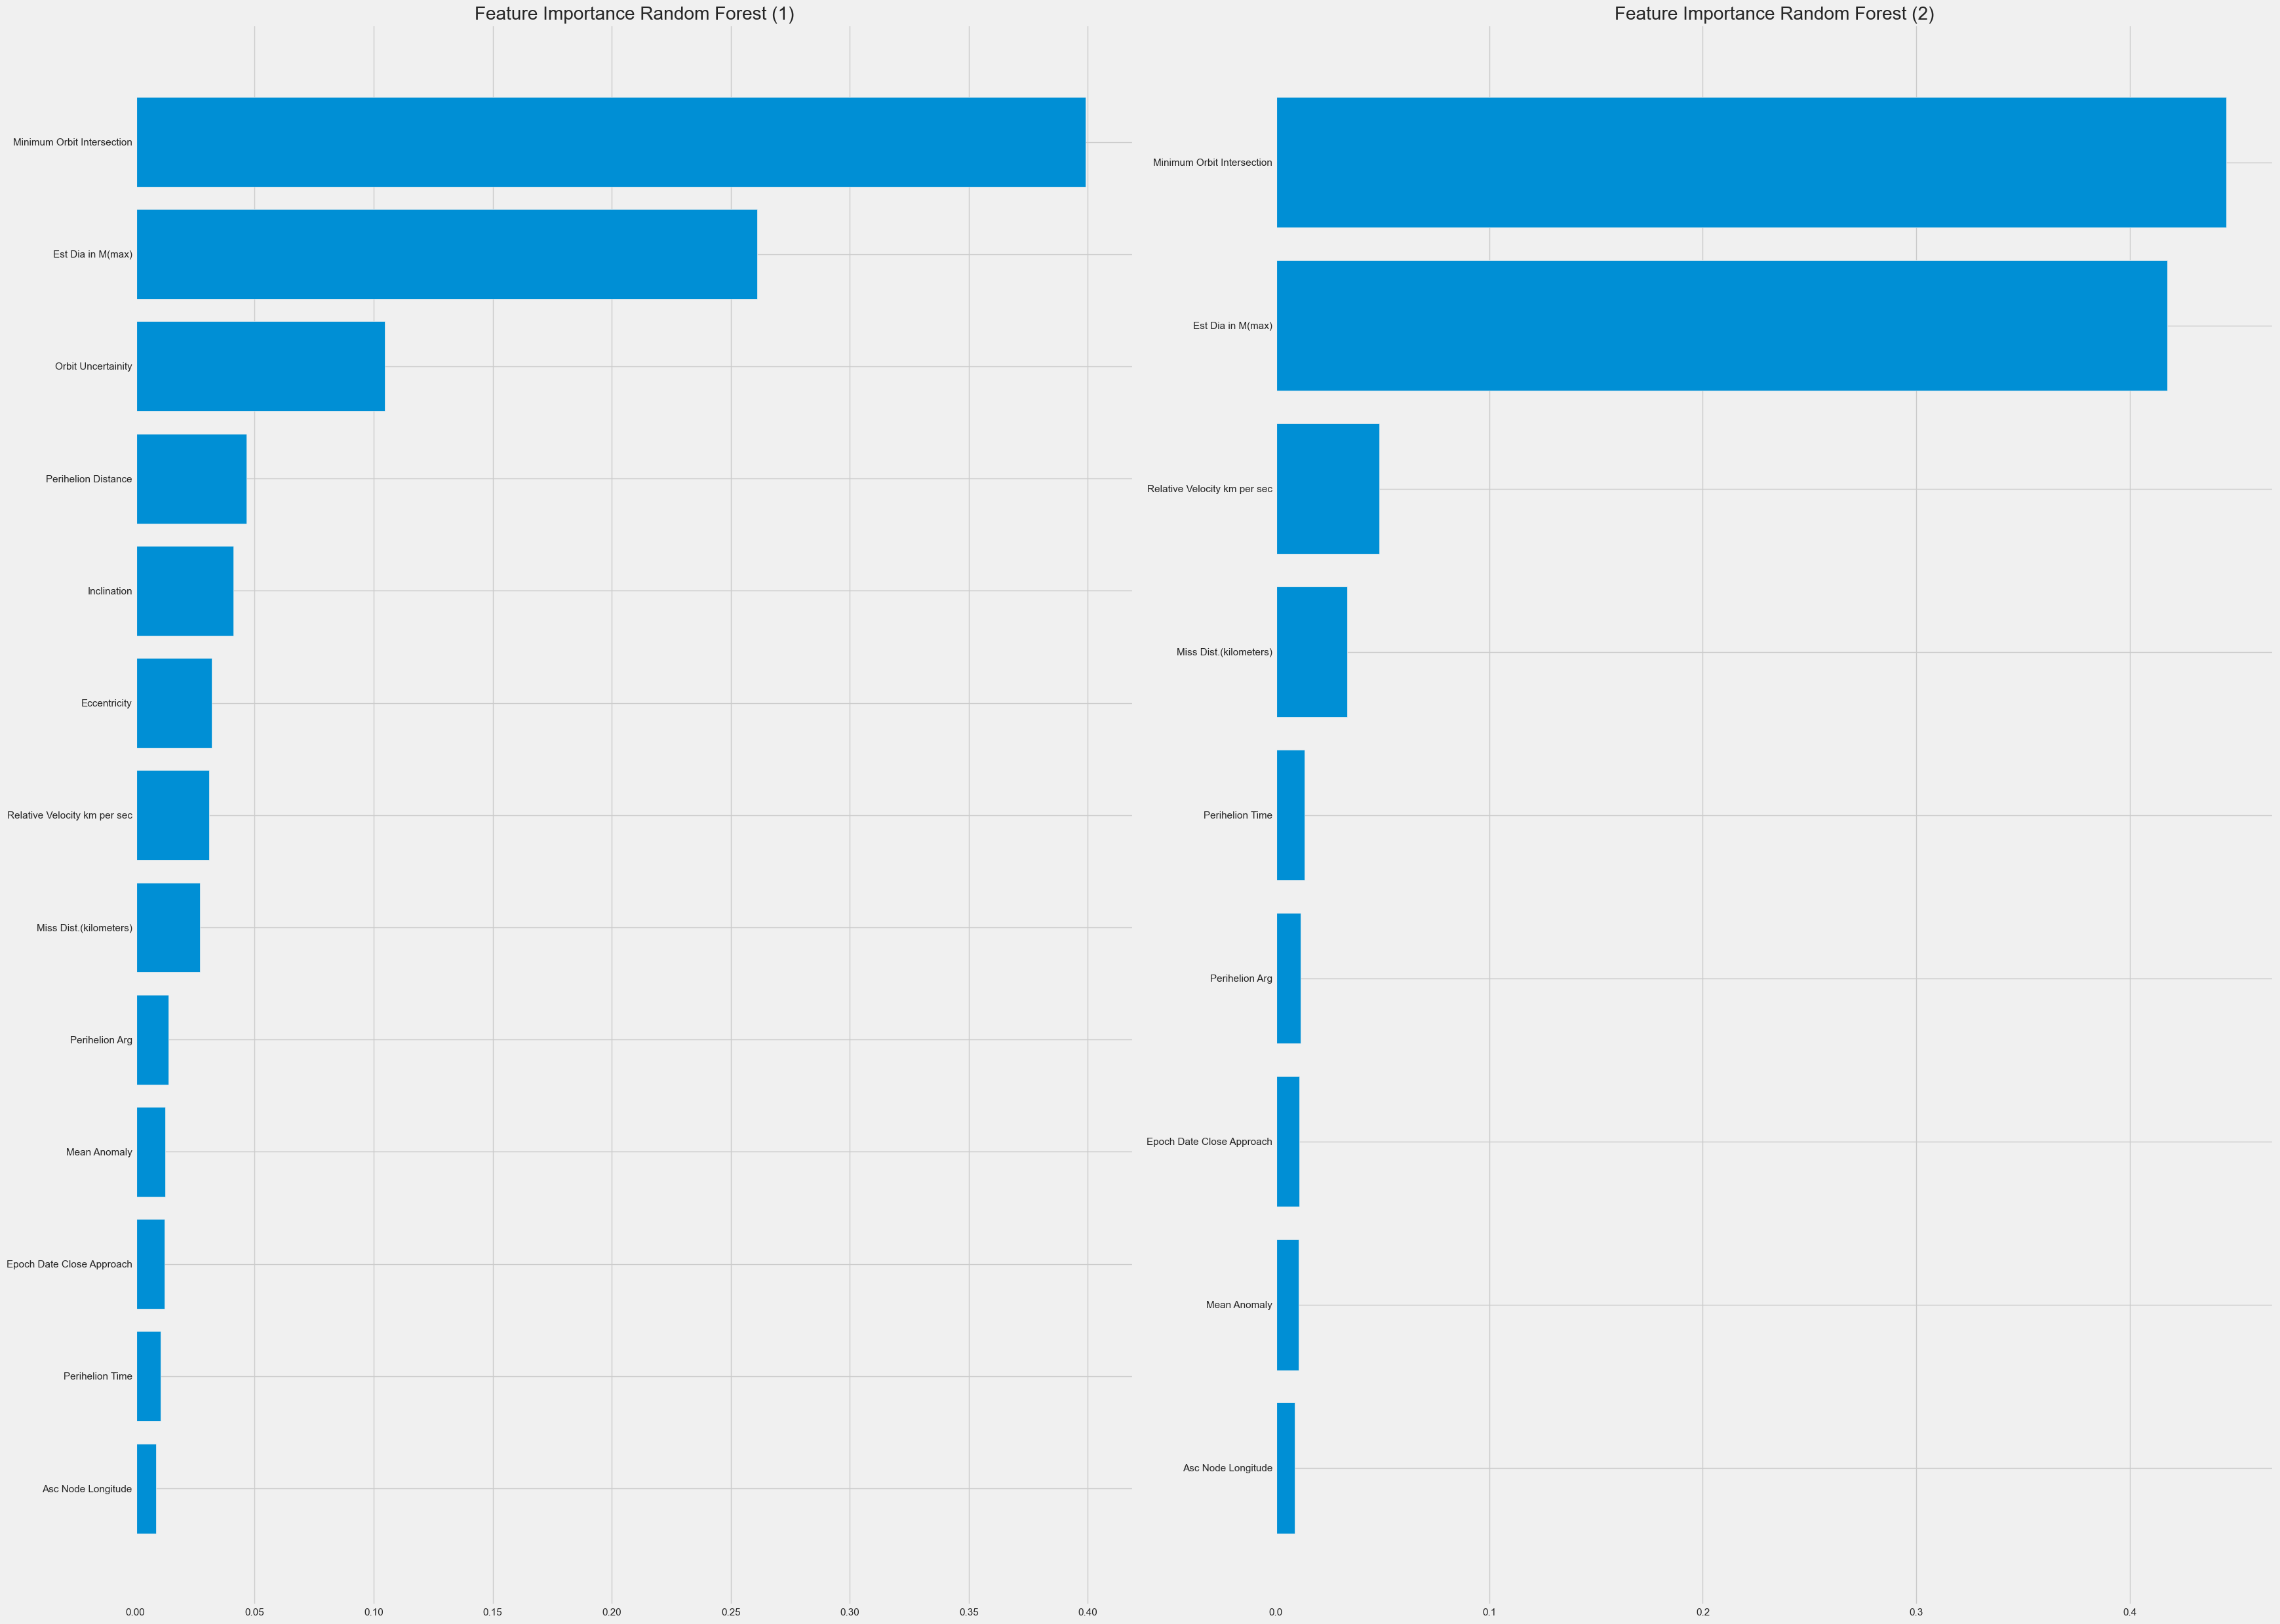 Feature Importance Random Forest (1)
Minimum Orbit Intersection
Est Dia in M(max)
Orbit Uncertainity
Perihelion Distance
Inclination
Eccentricity
Relative Velocity km per sec
Miss Dist.(kilometers)
Perihelion Arg
Mean Anomaly
Epoch Date Close Approach
Perihelion Time
Asc Node Longitude
0.00 0.05 0.10 0.15 0.20 0.25 0.30 0.35 0.40
Feature Importance Random Forest (2)
Minimum Orbit Intersection
Est Dia in M(max)
Relative Velocity km per sec
Miss Dist.(kilometers)
Perihelion Time
Perihelion Arg
Epoch Date Close Approach
Mean Anomaly
Asc Node Longitude
0.0 0.1 0.2 0.3 0.4